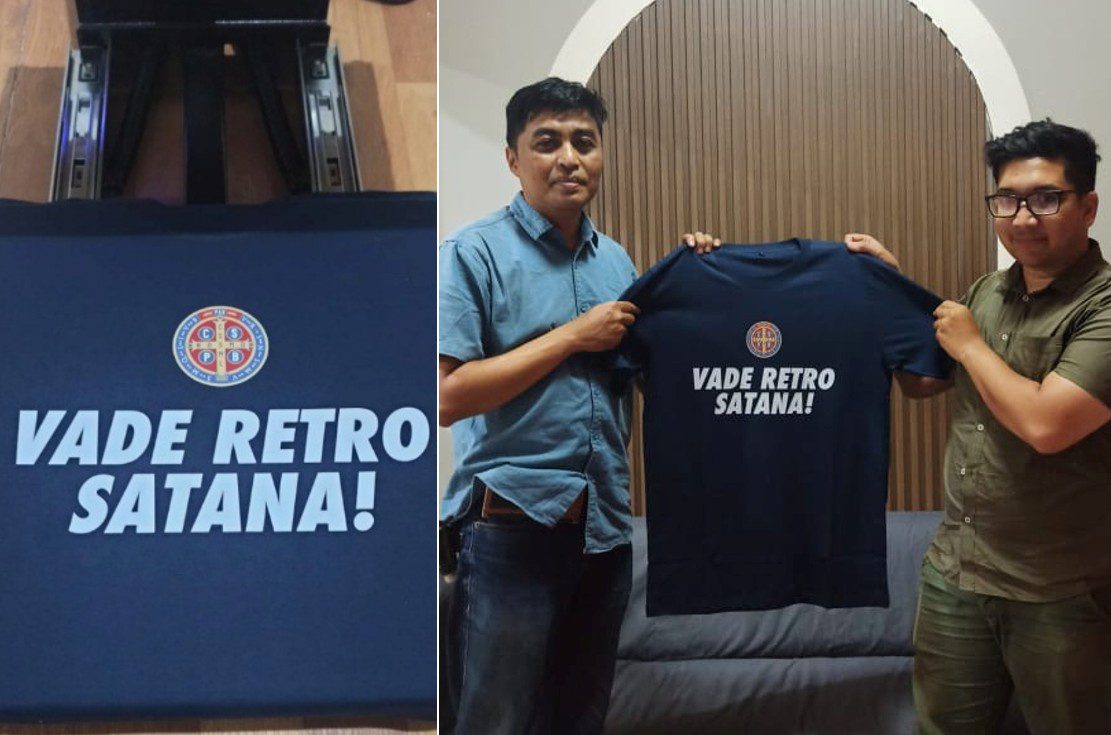 C S
P B
VADE RETRO
SATANA!
VADE RETRO
SATANA!